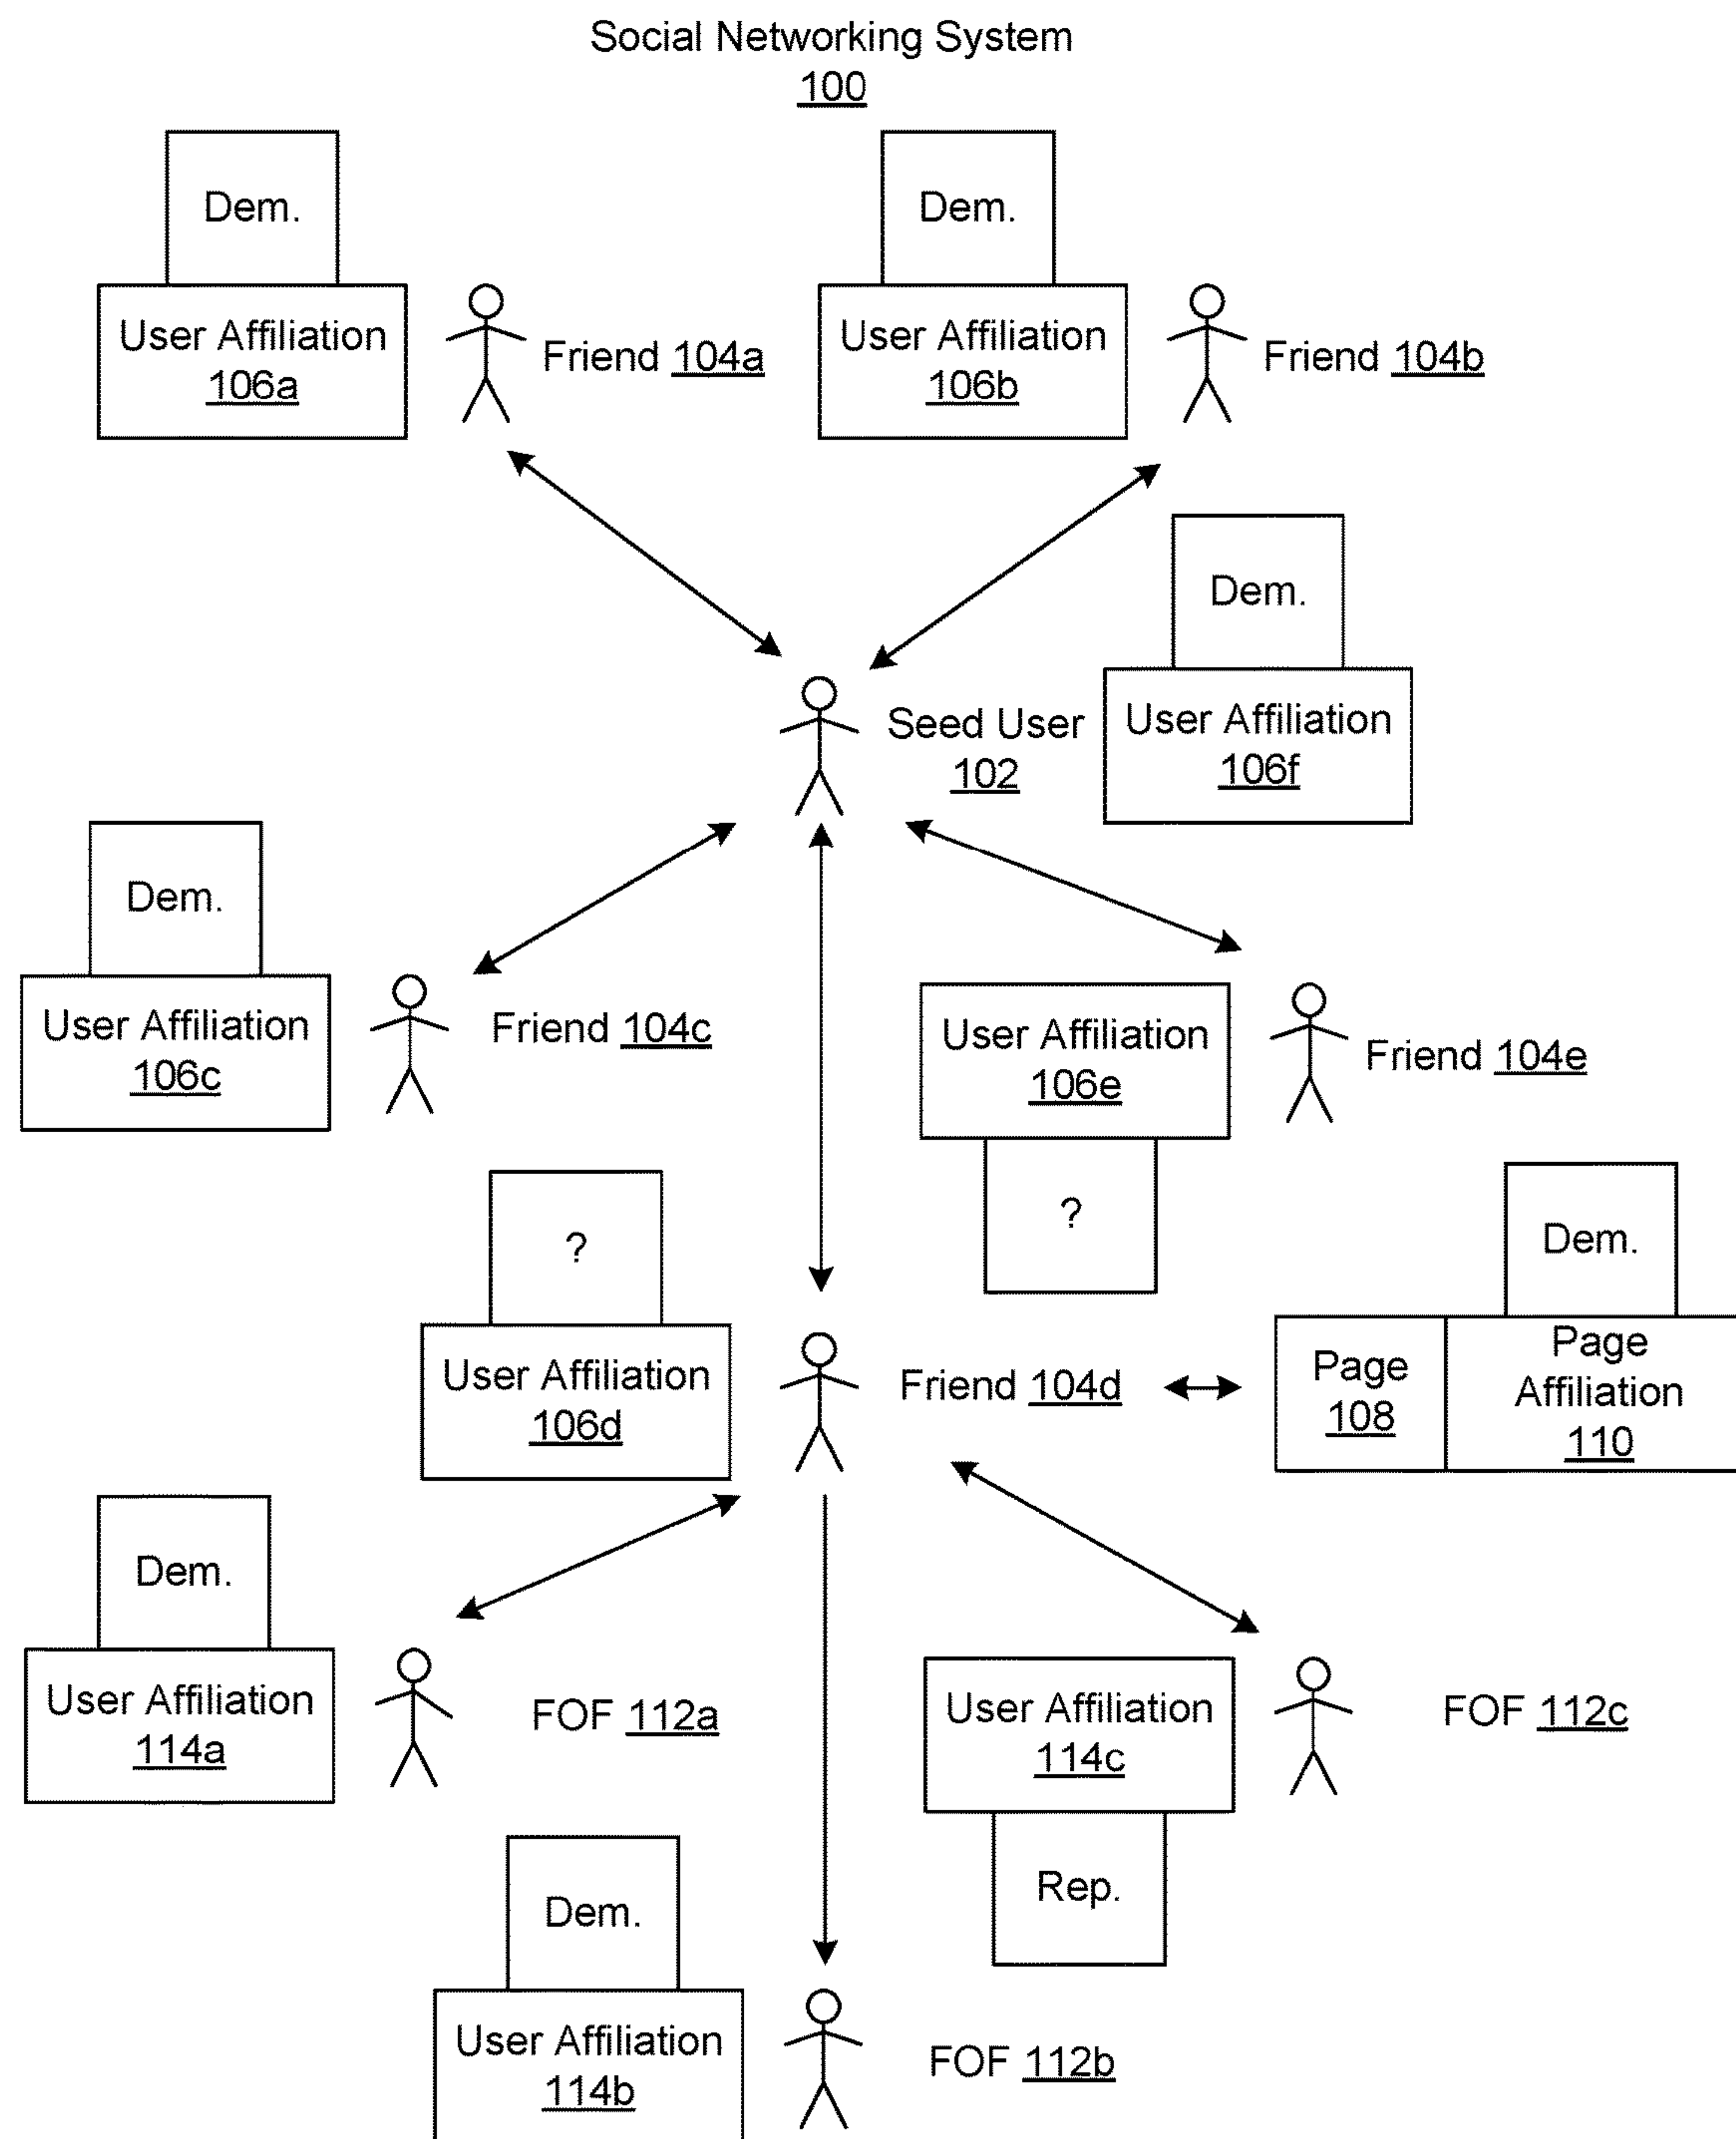 Social Networking System
100
Dem.
User Affiliation
106a
Friend 104a
Dem.
User Affiliation
106b
Friend 104b
Dem.
User Affiliation
106f
Seed User
102
Dem.
User Affiliation
106c
Friend 104c
User Affiliation
106e
?
Friend 104e
?
User Affiliation
106d
Friend 104d
Dem.
Page
108
Page
Affiliation
110
Dem.
User Affiliation
114a
FOF 112a
User Affiliation
114c
Rep.
FOF 112c
Dem.
User Affiliation
114b
FOF 112b